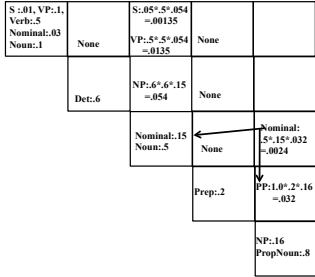 S :.01, VP:.1,
Verb:.5
Nominal:.03
Noun:.1
None
S:.05*.5*.054
=.00135
VP:.5*.5*.054
=.0135
None
Det:.6
NP:.6*.6*.15
=.054
None
Nominal:.15
Noun:.5
None
Nominal:
.5*.15*.032
=.0024
Prep:.2
PP:1.0*.2*.16
=.032
NP:.16
PropNoun:.8